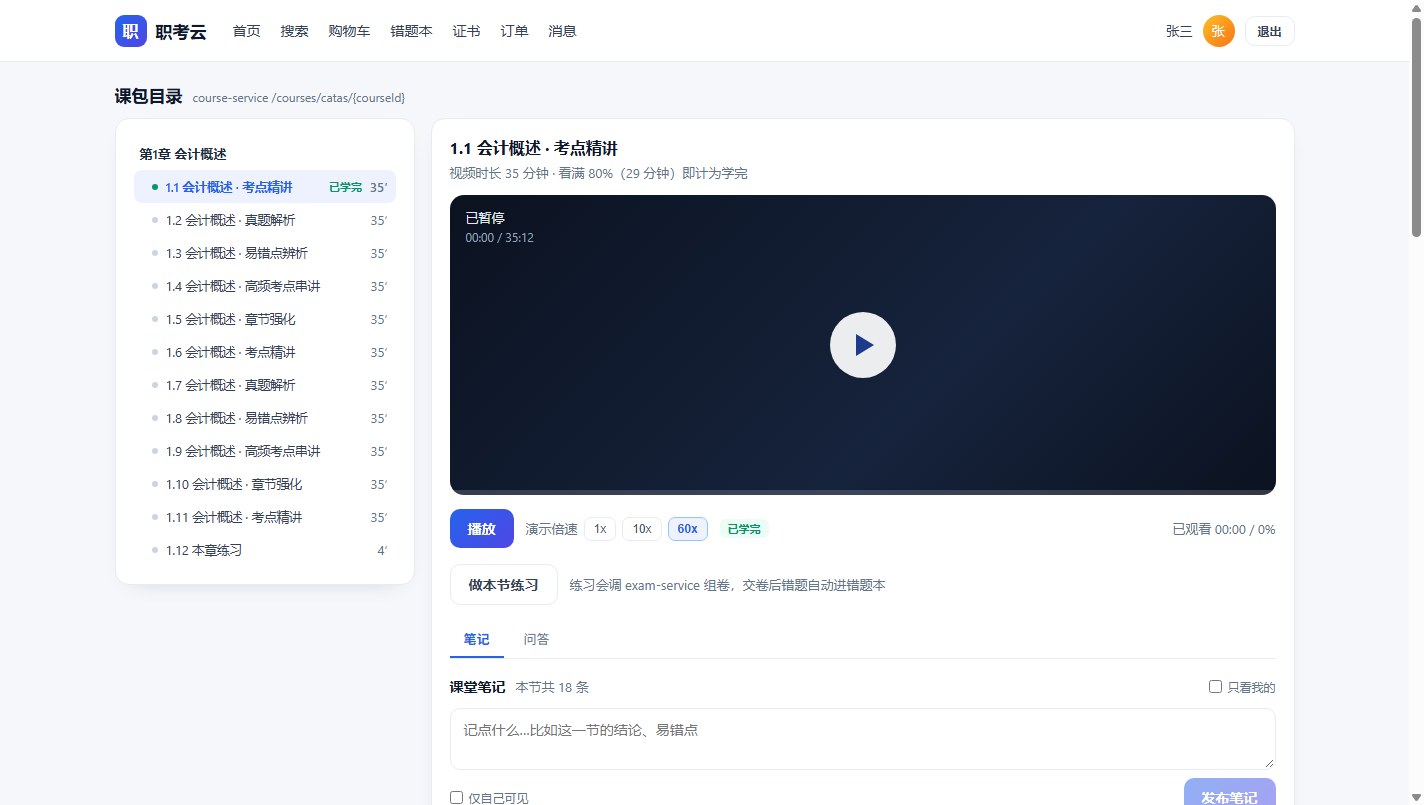 职 职考云 首页 搜索 购物车 错题本 证书 订单 消息 张三 张 退出
课包目录 course-service /courses/catas/{courseId}
第1章 会计概述
1.1 会计概述 · 考点精讲 已学完 35′
1.2 会计概述 · 真题解析 35′
1.3 会计概述 · 易错点辨析 35′
1.4 会计概述 · 高频考点串讲 35′
1.5 会计概述 · 章节强化 35′
1.6 会计概述 · 考点精讲 35′
1.7 会计概述 · 真题解析 35′
1.8 会计概述 · 易错点辨析 35′
1.9 会计概述 · 高频考点串讲 35′
1.10 会计概述 · 章节强化 35′
1.11 会计概述 · 考点精讲 35′
1.12 本章练习 4′
1.1 会计概述 · 考点精讲
视频时长 35 分钟 · 看满 80%（29 分钟）即计为学完
已暂停
00:00 / 35:12
播放 演示倍速 1x 10x 60x 已学完 已观看 00:00 / 0%
做本节练习 练习会调 exam-service 组卷，交卷后错题自动进错题本
笔记 问答
课堂笔记 本节共 18 条 只看我的
记点什么...比如这一节的结论、易错点
仅自己可见 发布笔记